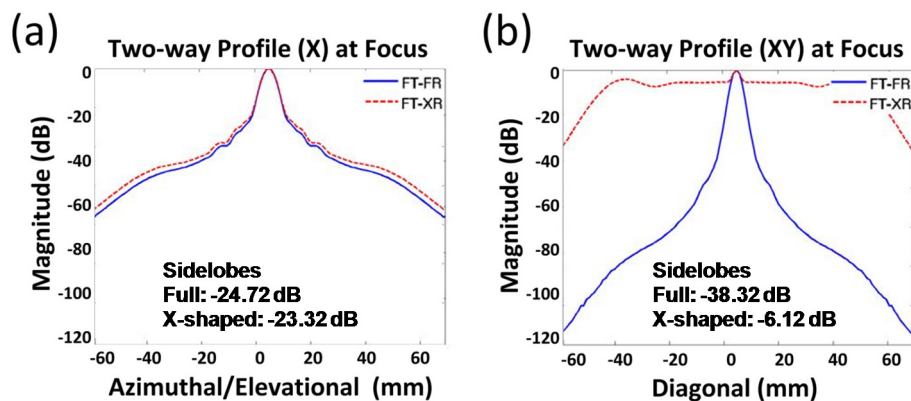 (a)
Two-way Profile (X) at Focus
0
-20
-40
-60
-80
-100
-120
Magnitude (dB)
FT-FR
FT-XR
Sidelobes
Full: -24.72 dB
X-shaped: -23.32 dB
-60
-40
-20
0
20
40
60
Azimuthal/Elevational (mm)
(b)
Two-way Profile (XY) at Focus
0
-20
-40
-60
-80
-100
-120
Magnitude (dB)
FT-FR
FT-XR
Sidelobes
Full: -38.32 dB
X-shaped: -6.12 dB
-60
-40
-20
0
20
40
60
Diagonal (mm)